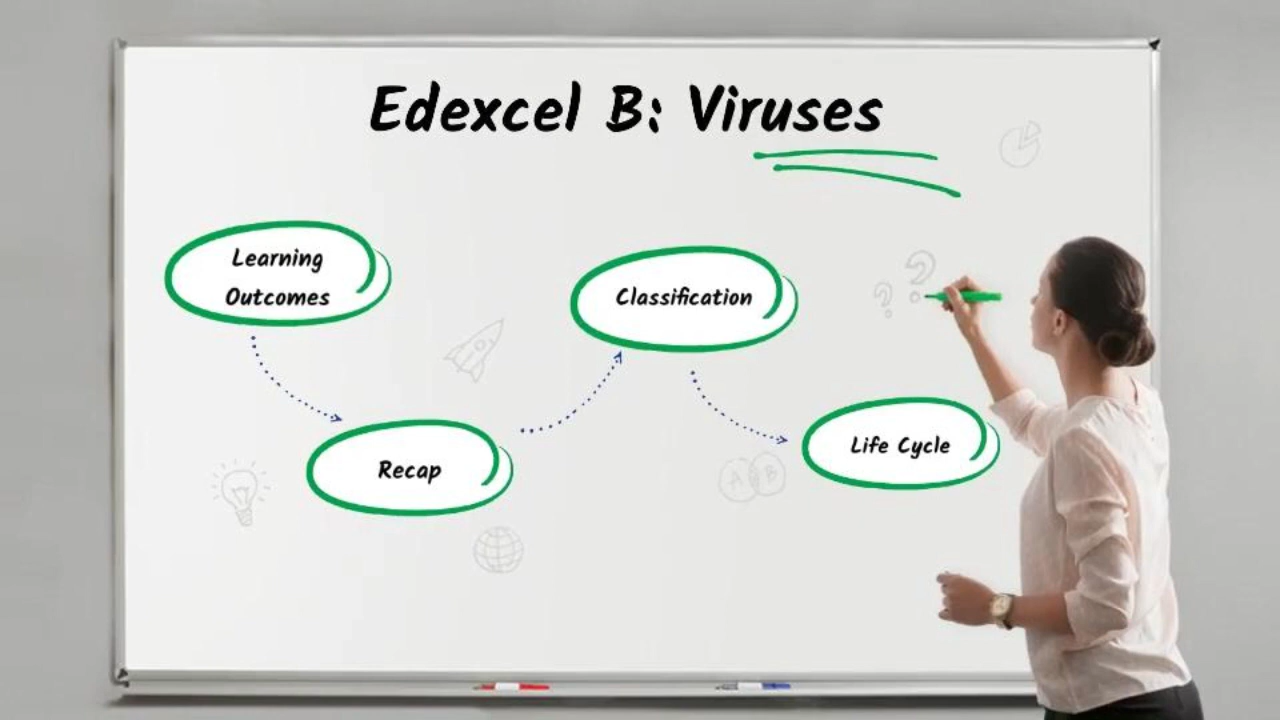 Edexcel B: Viruses
Learning
Outcomes
Recap
Classification
Life Cycle
A B